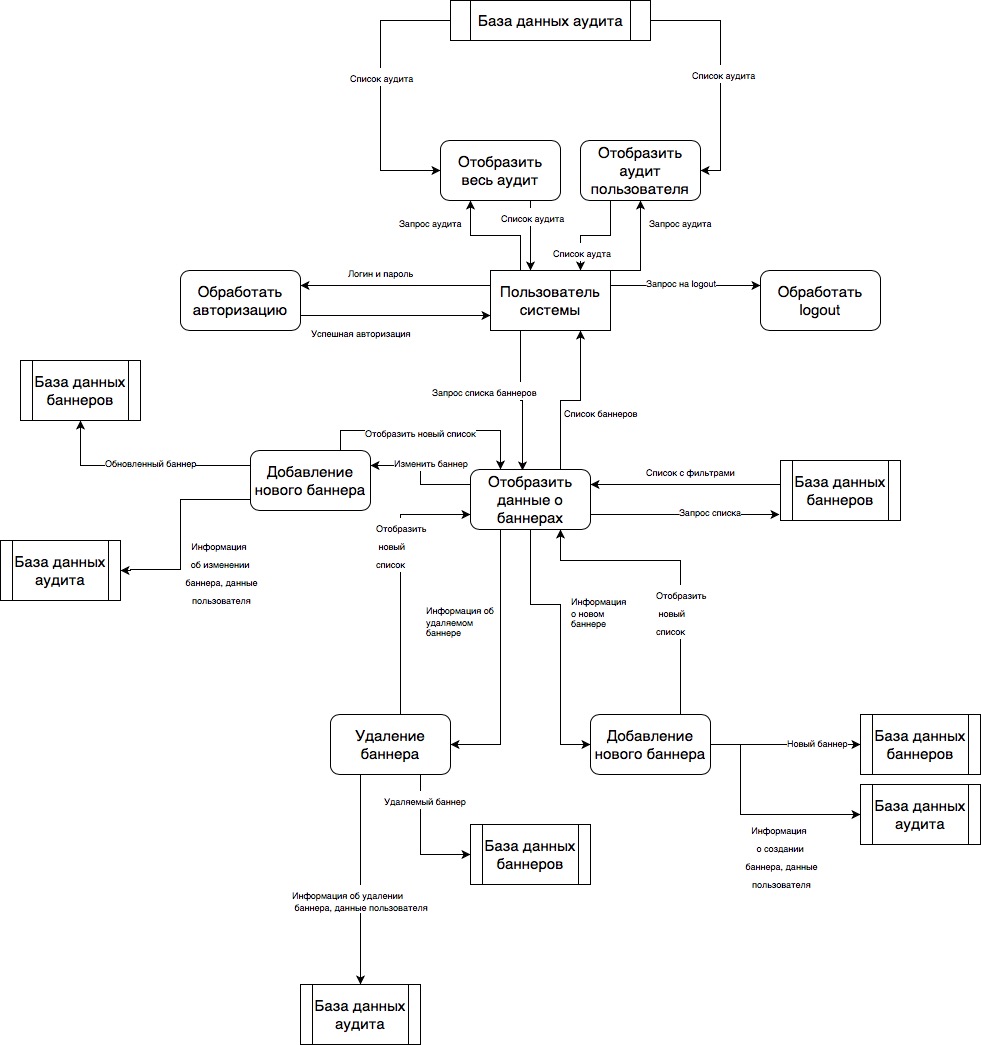 База данных аудита
Список аудита
Список аудита
Отобразить
весь аудит
Отобразить
аудит
пользователя
Запрос аудита
Список аудита
Запрос аудита
Список аудта
Логин и пароль
Обработать
авторизацию
Пользователь
системы
Запрос на logout
Обработать
logout
Успешная авторизация
База данных
баннеров
Запрос списка баннеров
Список баннеров
Отобразить новый список
Обновленный баннер
Добавление
нового баннера
Изменить баннер
Отобразить
данные о
баннерах
Список с фильтрами
Запрос списка
База данных
баннеров
База данных
аудита
Информация
об изменении
баннера, данные
пользователя
Отобразить
новый
список
Информация об
удаляемом
баннере
Информация
о новом
баннере
Отобразить
новый
список
Удаление
баннера
Добавление
нового баннера
Новый баннер
База данных
баннеров
База данных
аудита
Удаляемый баннер
База данных
баннеров
Информация
о создании
баннера, данные
пользователя
Информация об удалении
баннера, данные пользователя
База данных
аудита